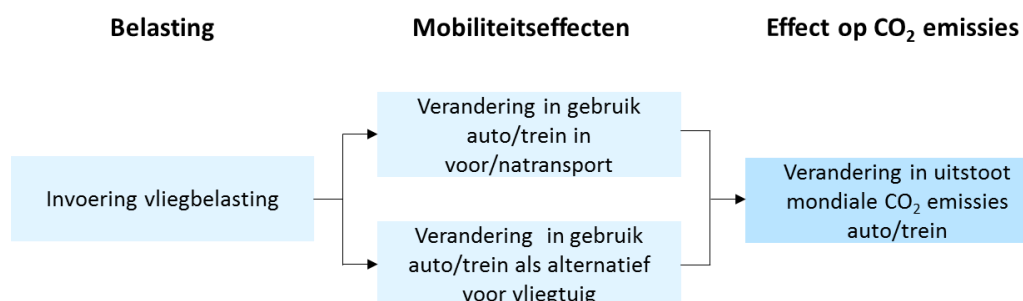 Belasting
Mobiliteitseffecten
Effect op CO₂ emissies
Verandering in gebruik
auto/trein in
voor/natransport
Invoering vliegbelasting
Verandering in uitstoot
mondiale CO₂ emissies
auto/trein
Verandering in gebruik
auto/trein als alternatief
voor vliegtuig